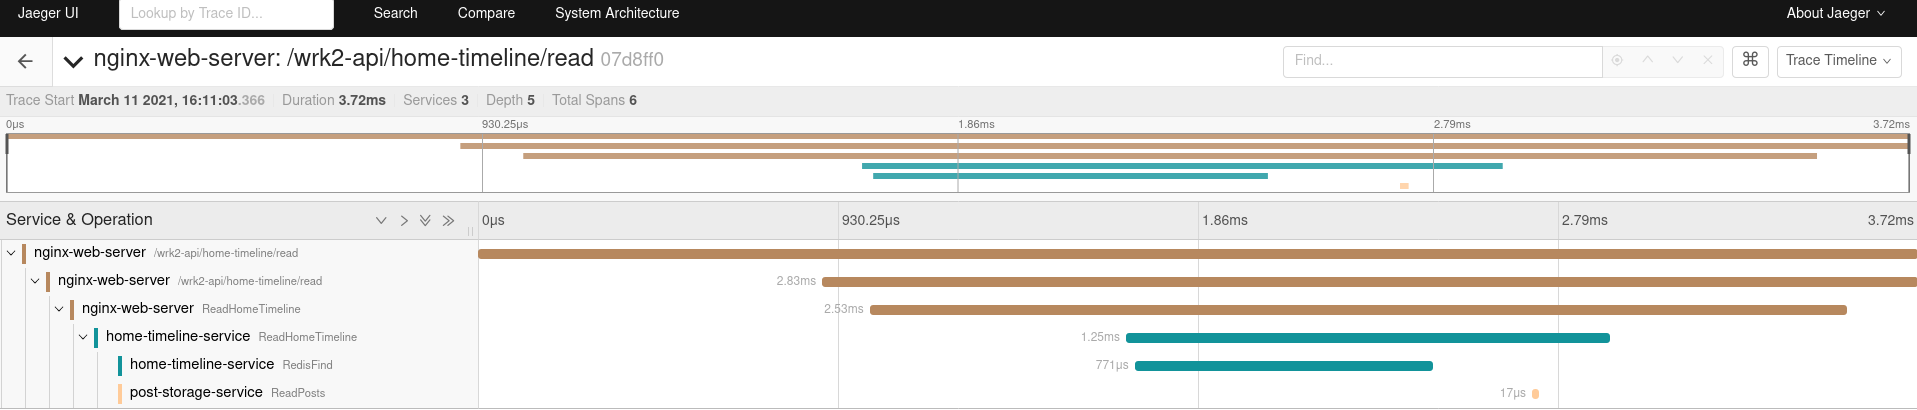 Jaeger UI Lookup by Trace ID... Search Compare System Architecture About Jaeger
nginx-web-server: /wrk2-api/home-timeline/read 07d8ff0 Find... ⌘ Trace Timeline
Trace Start March 11 2021, 16:11:03.366 Duration 3.72ms Services 3 Depth 5 Total Spans 6
0μs 930.25μs 1.86ms 2.79ms 3.72ms
Service & Operation 0μs 930.25μs 1.86ms 2.79ms 3.72ms
nginx-web-server /wrk2-api/home-timeline/read
nginx-web-server /wrk2-api/home-timeline/read 2.83ms
nginx-web-server ReadHomeTimeline 2.53ms
home-timeline-service ReadHomeTimeline 1.25ms
home-timeline-service RedisFind 771μs
post-storage-service ReadPosts 17μs